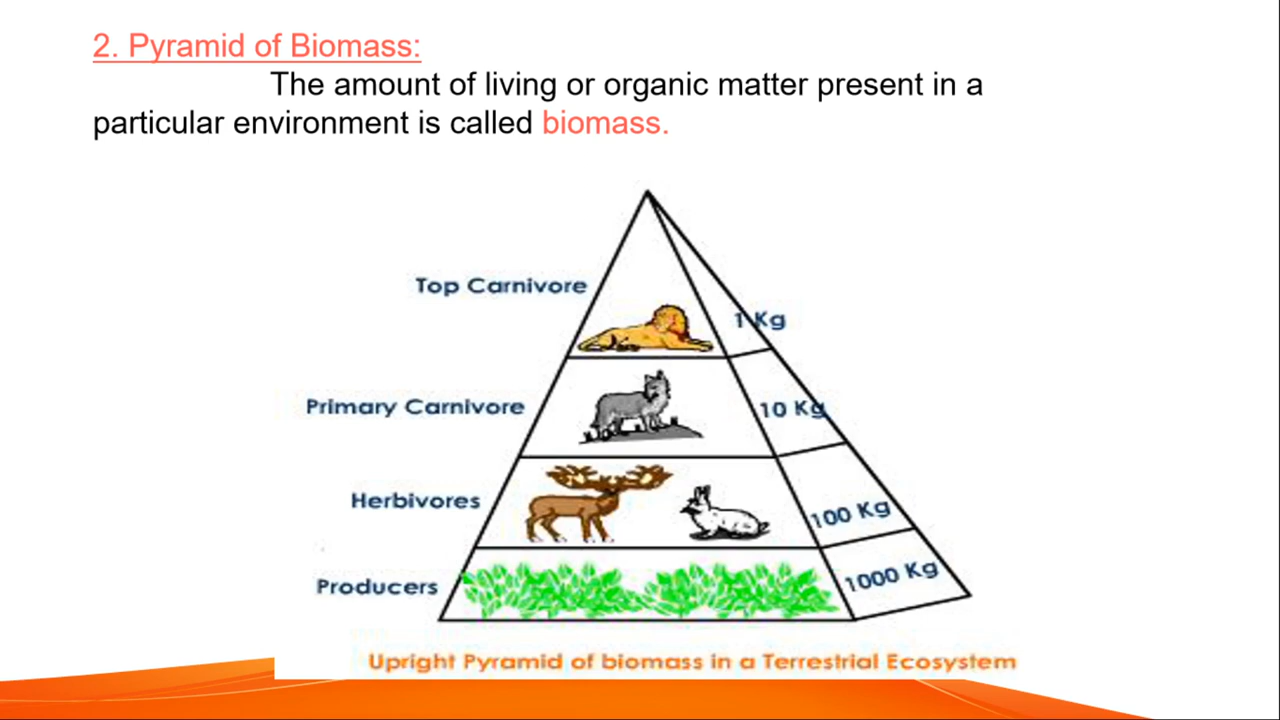 2. Pyramid of Biomass:
The amount of living or organic matter present in a
particular environment is called biomass.
Top Carnivore
1 Kg
Primary Carnivore
10 Kg
Herbivores
100 Kg
Producers
1000 Kg
Upright Pyramid of biomass in a Terrestrial Ecosystem